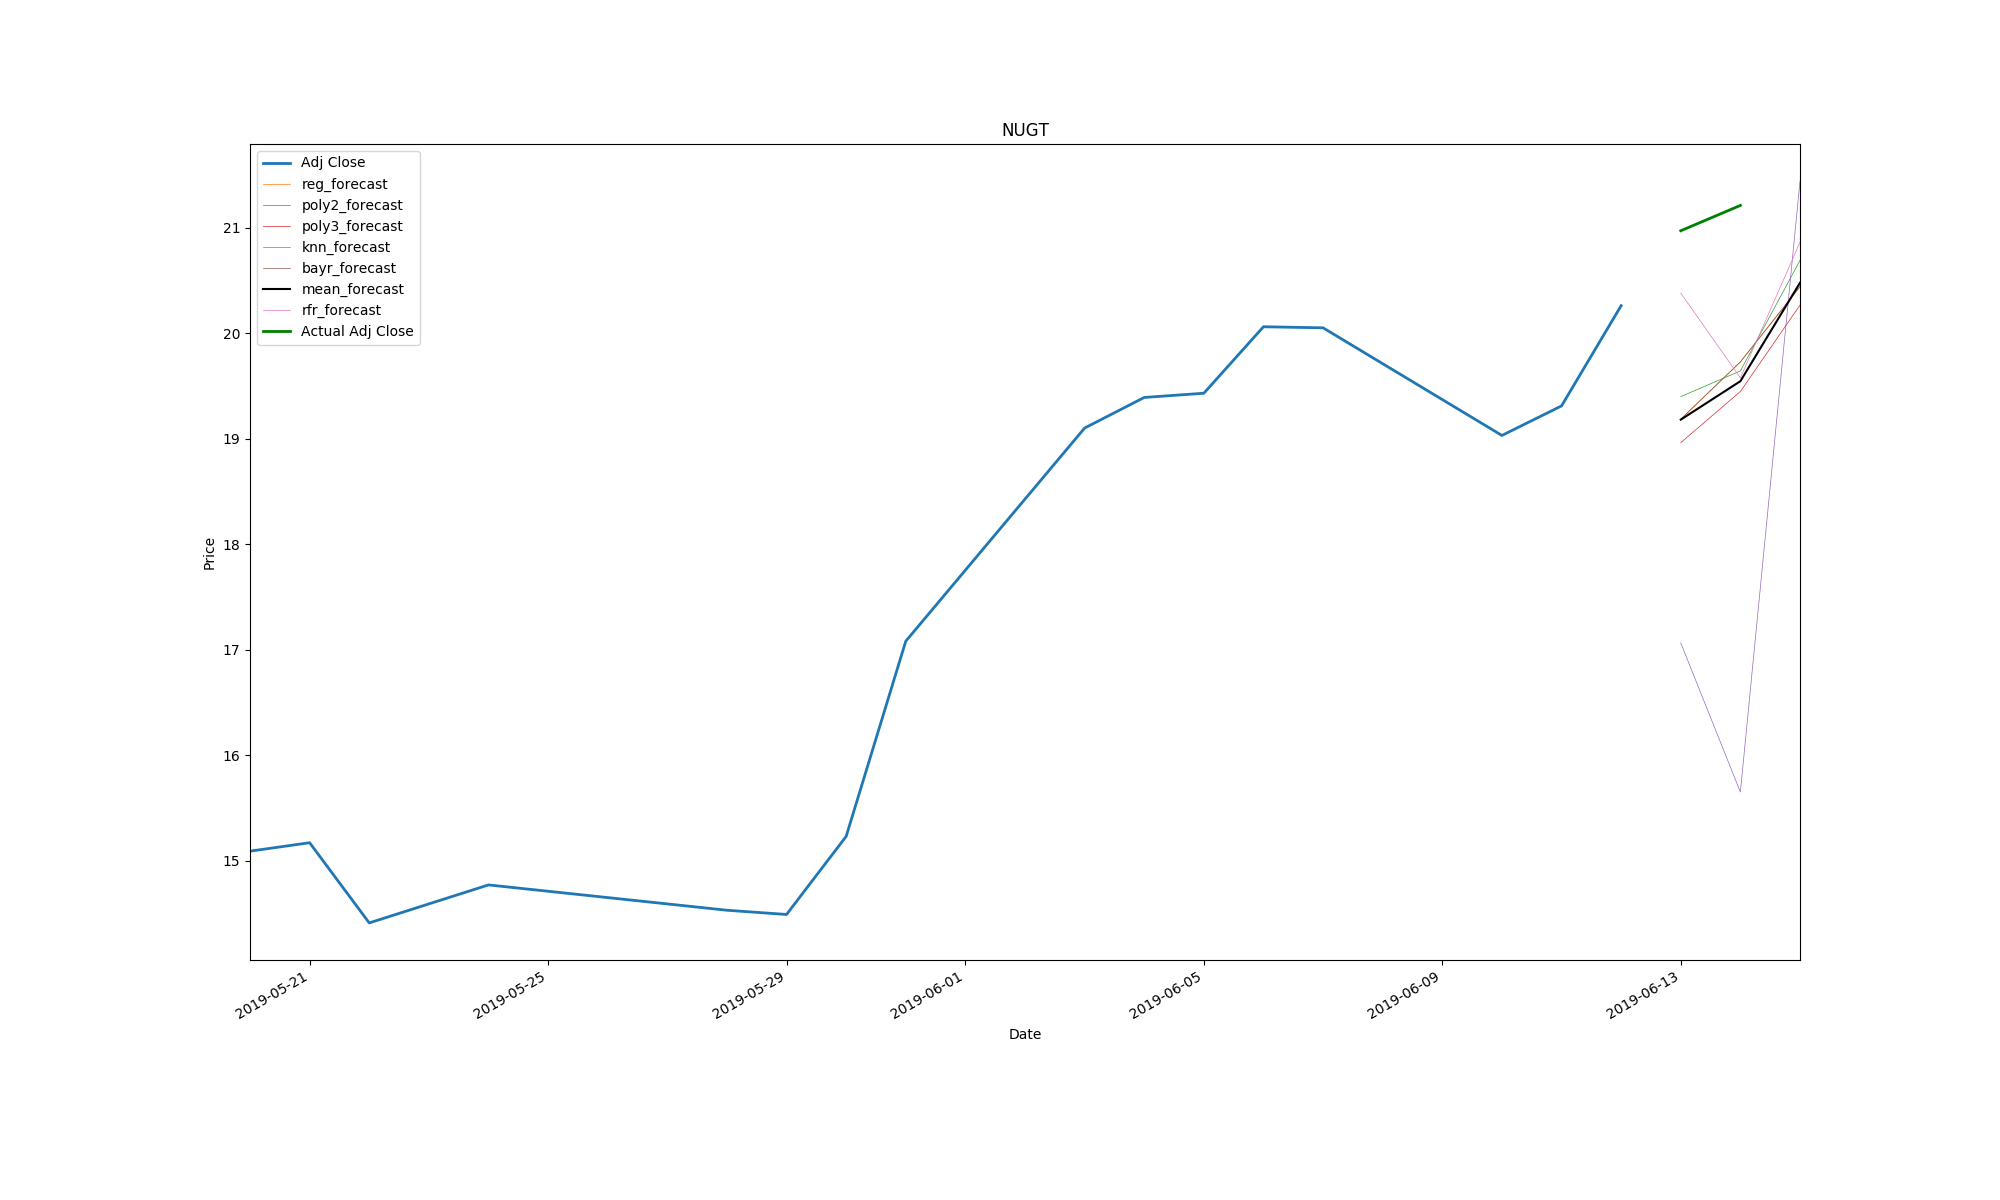 NUGT
Adj Close
reg_forecast
poly2_forecast
poly3_forecast
knn_forecast
bayr_forecast
mean_forecast
rfr_forecast
Actual Adj Close
21
20
19
18
17
16
15
Price
2019-05-21
2019-05-25
2019-05-29
2019-06-01
2019-06-05
2019-06-09
2019-06-13
Date